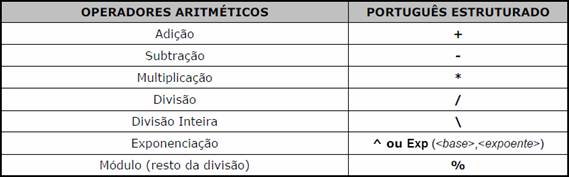 OPERADORES ARITMÉTICOS PORTUGUÊS ESTRUTURADO
Adição +
Subtração -
Multiplicação *
Divisão /
Divisão Inteira \
Exponenciação ^ ou Exp (<base>,<expoente>)
Módulo (resto da divisão) %